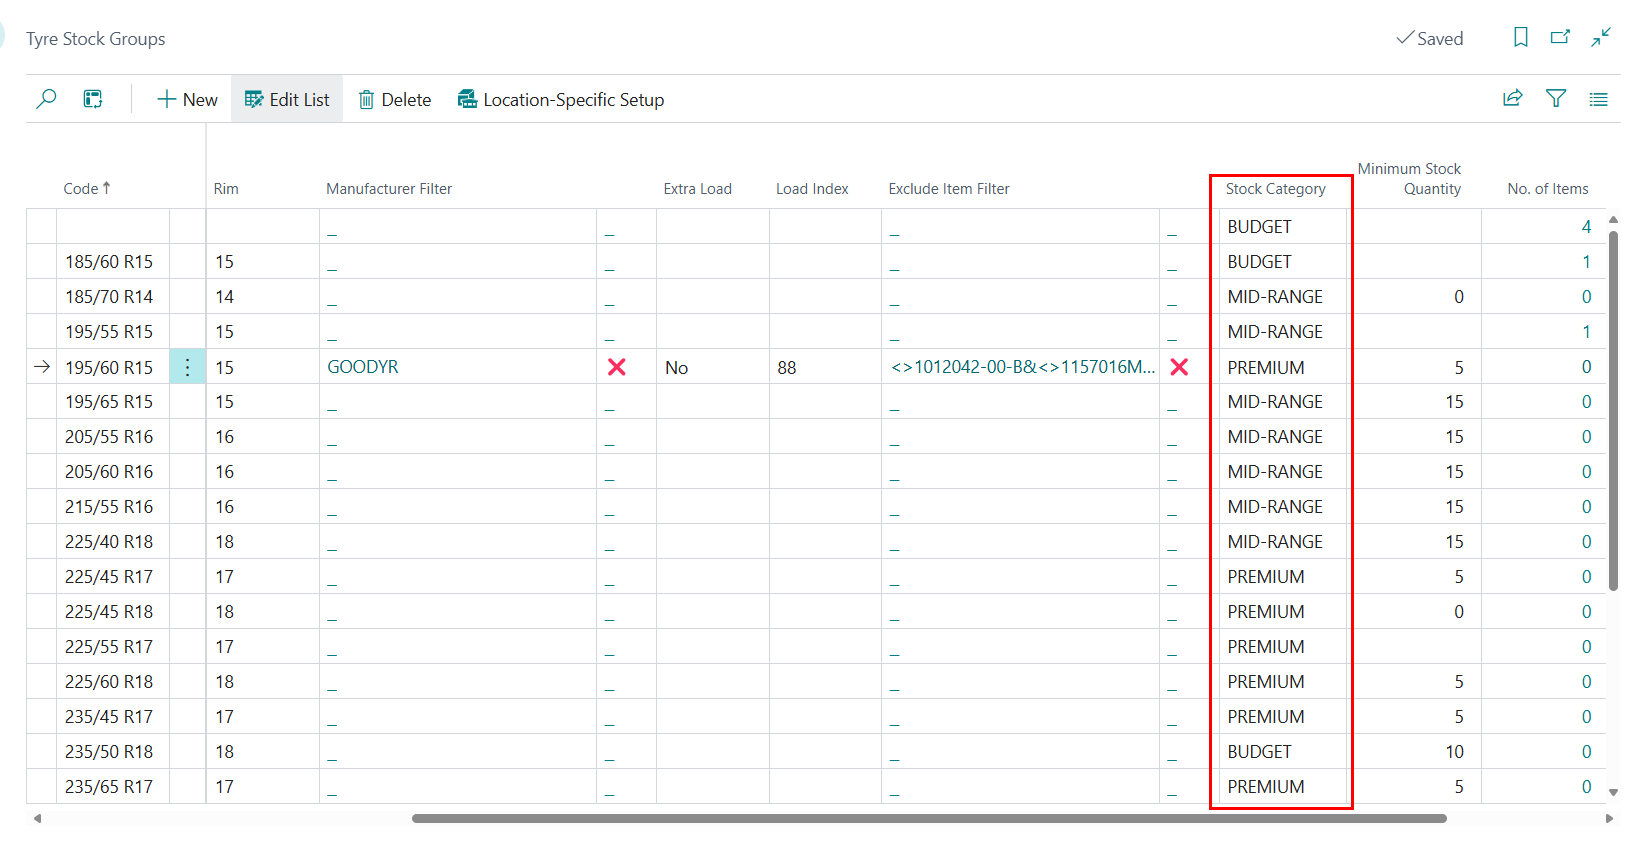 Tyre Stock Groups
Saved
New Edit List Delete Location-Specific Setup
Code Rim Manufacturer Filter Extra Load Load Index Exclude Item Filter Stock Category Minimum Stock Quantity No. of Items
_ _ _ _ BUDGET 4
185/60 R15 15 _ _ _ _ BUDGET 1
185/70 R14 14 _ _ _ _ MID-RANGE 0 0
195/55 R15 15 _ _ _ _ MID-RANGE 1
195/60 R15 15 GOODYR No 88 <>1012042-00-B&<>1157016M... PREMIUM 5 0
195/65 R15 15 _ _ _ _ MID-RANGE 15 0
205/55 R16 16 _ _ _ _ MID-RANGE 15 0
205/60 R16 16 _ _ _ _ MID-RANGE 15 0
215/55 R16 16 _ _ _ _ MID-RANGE 15 0
225/40 R18 18 _ _ _ _ MID-RANGE 15 0
225/45 R17 17 _ _ _ _ PREMIUM 5 0
225/45 R18 18 _ _ _ _ PREMIUM 0 0
225/55 R17 17 _ _ _ _ PREMIUM 0
225/60 R18 18 _ _ _ _ PREMIUM 5 0
235/45 R17 17 _ _ _ _ PREMIUM 5 0
235/50 R18 18 _ _ _ _ BUDGET 10 0
235/65 R17 17 _ _ _ _ PREMIUM 5 0